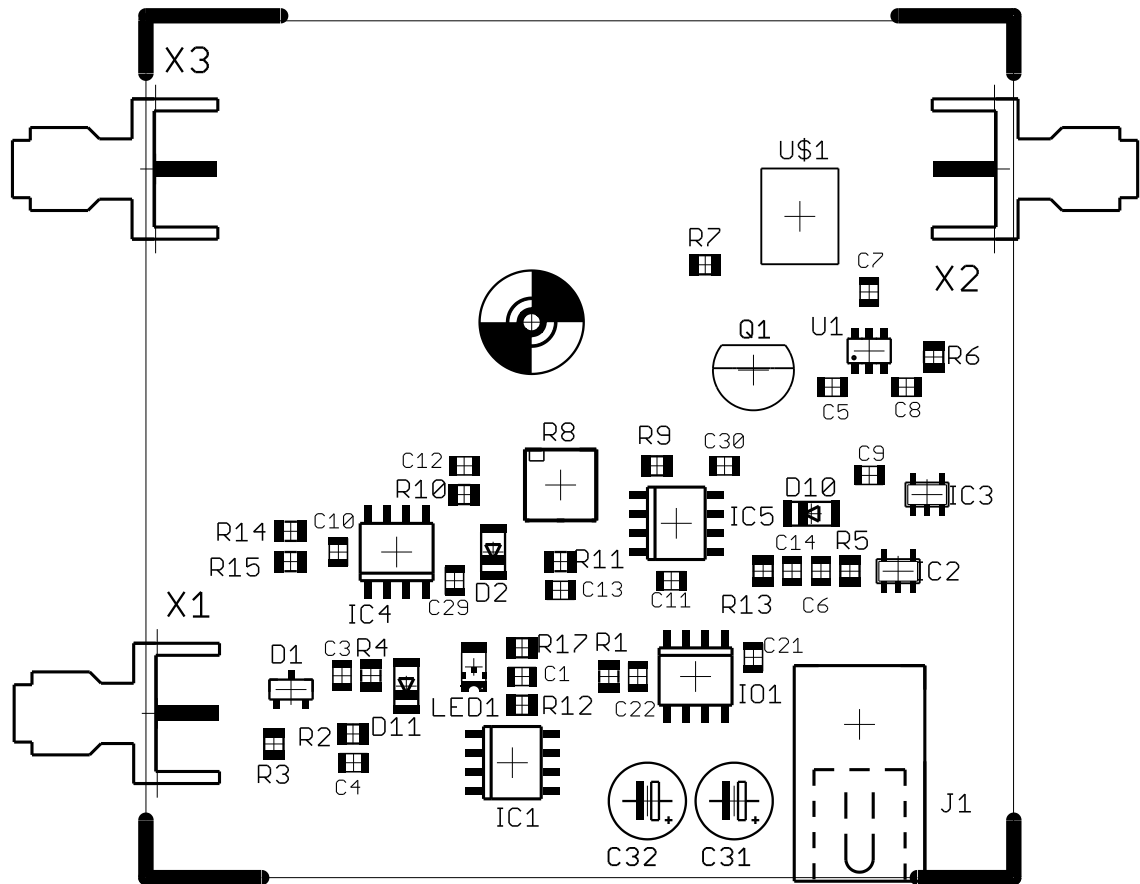 X3
U$1
R7
C7
X2
Q1
U1
R6
C5
C8
R8
R9
C30
C9
C12
R10
D10
IC3
IC5
R14
C10
C14
R5
R15
R11
C13
IC2
C29
D2
C11
R13
C6
X1
IC4
C3
R4
R17
R1
C21
D1
C1
IO1
LED1
R12
C22
D11
R2
R3
C4
IC1
J1
C32
C31
+
+